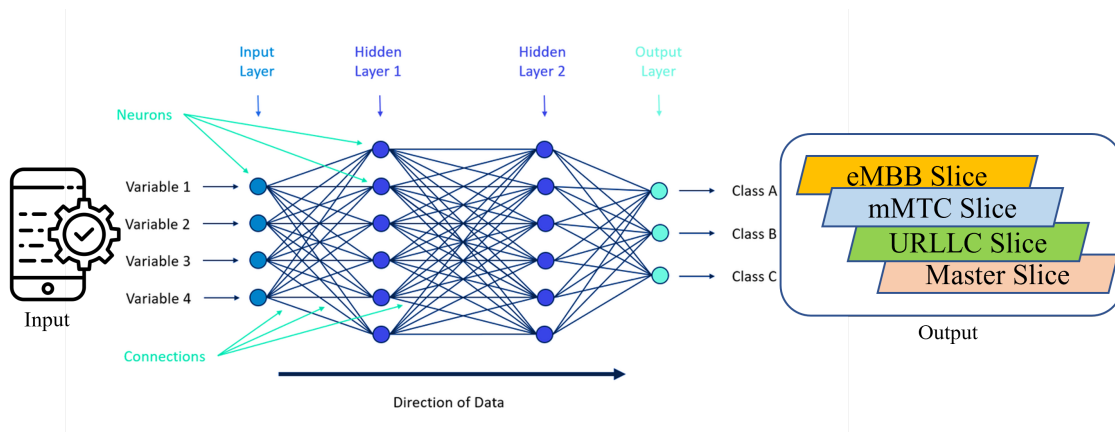 Input
Layer
Hidden
Layer 1
Hidden
Layer 2
Output
Layer
Neurons
Variable 1
Variable 2
Variable 3
Variable 4
Input
Connections
Direction of Data
Class A
Class B
Class C
eMBB Slice
mMTC Slice
URLLC Slice
Master Slice
Output